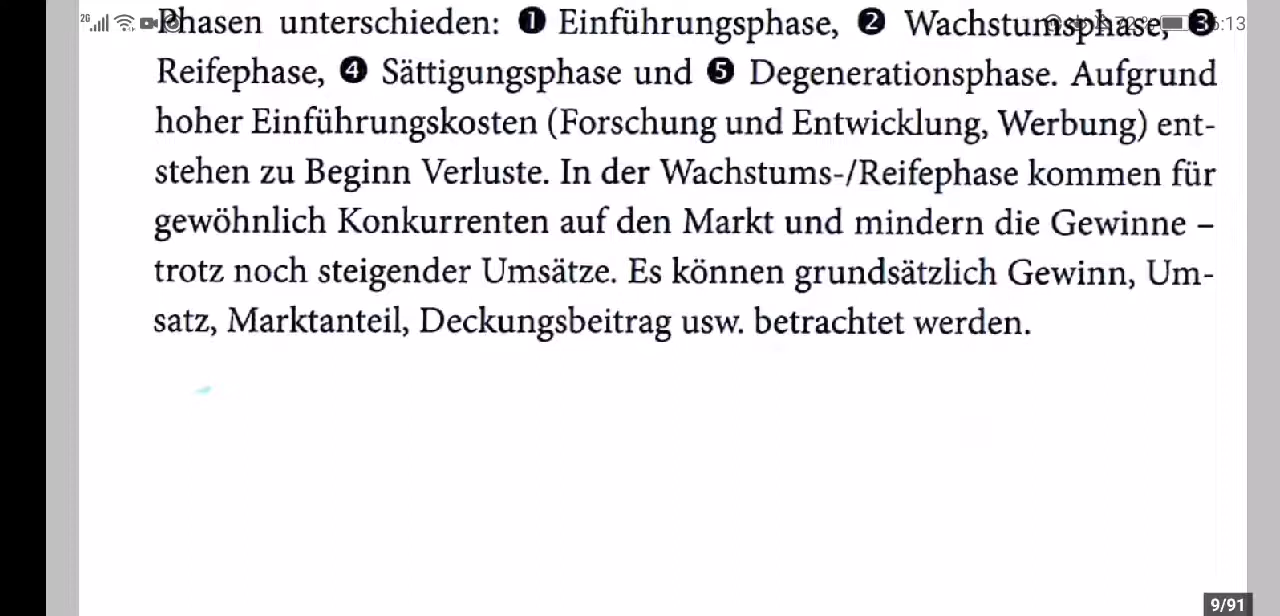 2G
Phasen unterschieden: ❶ Einführungsphase, ❷ Wachstumsphase, ❸
Reifephase, ❹ Sättigungsphase und ❺ Degenerationsphase. Aufgrund
hoher Einführungskosten (Forschung und Entwicklung, Werbung) ent-
stehen zu Beginn Verluste. In der Wachstums-/Reifephase kommen für
gewöhnlich Konkurrenten auf den Markt und mindern die Gewinne –
trotz noch steigender Umsätze. Es können grundsätzlich Gewinn, Um-
satz, Marktanteil, Deckungsbeitrag usw. betrachtet werden.
9/91